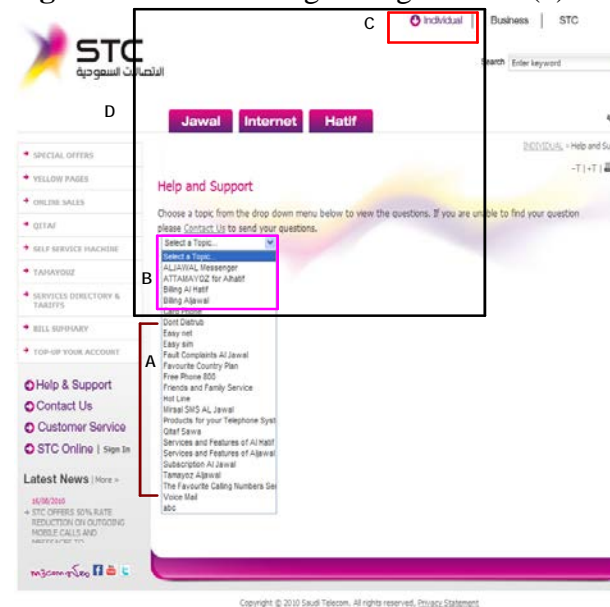 C
Individual | Business | STC
STC
الاتصالات السعودية
Search Enter keyword
D
Jawal Internet Hatif
INDIVIDUAL > Help and Su
-T | +T |
SPECIAL OFFERS
YELLOW PAGES
ONLINE SALES
QITAF
SELF SERVICE MACHINE
TAMAYOUZ
SERVICES DIRECTORY &
TARIFFS
BILL SUMMARY
TOP-UP YOUR ACCOUNT
Help & Support
Contact Us
Customer Service
STC Online | Sign In
Latest News | More »
16/08/2010
STC OFFERS 50% RATE
REDUCTION ON OUTGOING
MOBILE CALLS AND
Help and Support
Choose a topic from the drop down menu below to view the questions. If you are unable to find your question
please Contact Us to send your questions.
Select a Topic...
Select a Topic...
B
ALJAWAL Messenger
ATTAMAYOZ for Alhatif
Billing Al Hatif
Billing Aljawal
Dont Distrub
Easy net
Easy sih
A
Fault Complaints Al Jawal
Favourite Country Plan
Free Phone 800
Friends and Family Service
Hot Line
Mirsal SMS AL Jawal
Products for your Telephone Syst
Qitaf Sawa
Services and Features of Al Hatif
Services and Features of Aljawal
Subscription Al Jawal
Tamayoz Aljawal
The Favourite Calling Numbers Se
Voice Mail
abc
Copyright © 2010 Saudi Telecom. All rights reserved, Privacy Statement